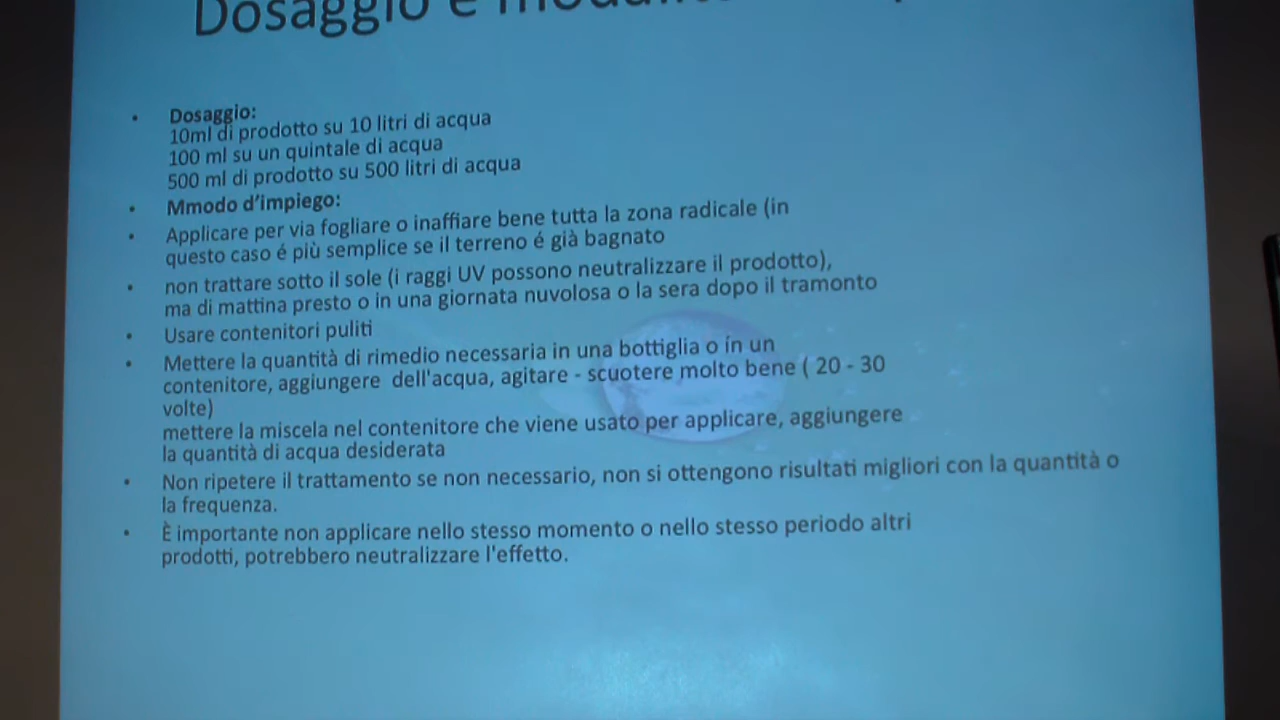 Dosaggio e
• Dosaggio:
10ml di prodotto su 10 litri di acqua
100 ml su un quintale di acqua
500 ml di prodotto su 500 litri di acqua
• Mmodo d'impiego:
• Applicare per via fogliare o inaffiare bene tutta la zona radicale (in
questo caso é più semplice se il terreno é già bagnato
• non trattare sotto il sole (i raggi UV possono neutralizzare il prodotto),
ma di mattina presto o in una giornata nuvolosa o la sera dopo il tramonto
• Usare contenitori puliti
• Mettere la quantità di rimedio necessaria in una bottiglia o in un
contenitore, aggiungere dell'acqua, agitare - scuotere molto bene ( 20 - 30
volte)
mettere la miscela nel contenitore che viene usato per applicare, aggiungere
la quantità di acqua desiderata
• Non ripetere il trattamento se non necessario, non si ottengono risultati migliori con la quantità o
la frequenza.
• È importante non applicare nello stesso momento o nello stesso periodo altri
prodotti, potrebbero neutralizzare l'effetto.